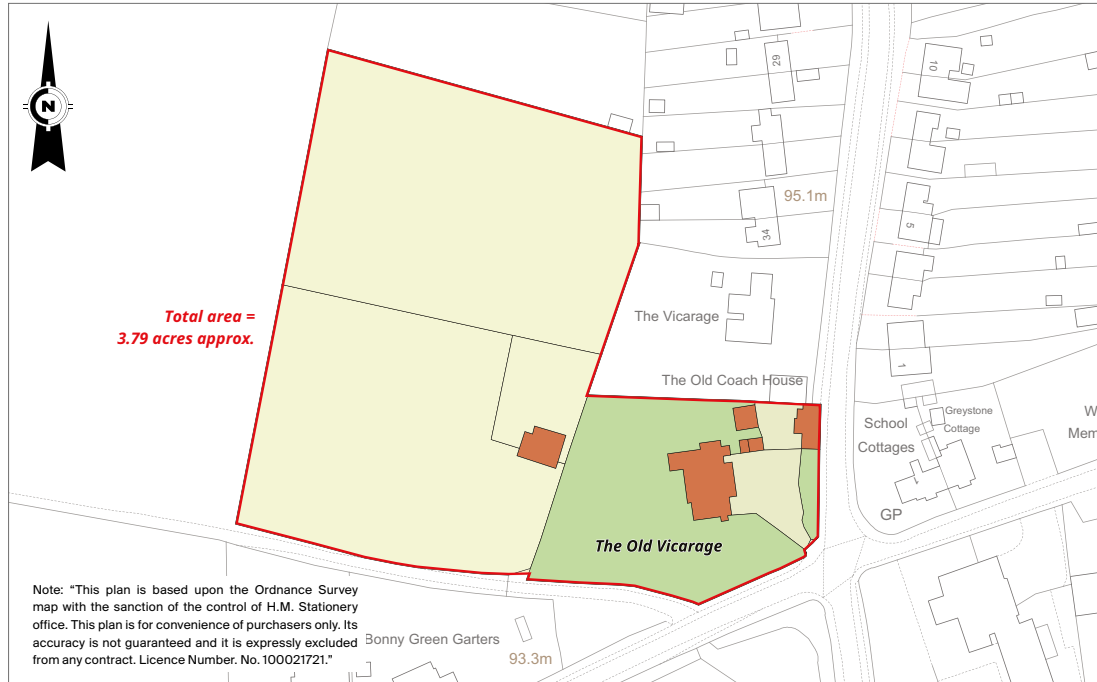 N
29
10
95.1m
34
5
Total area =
3.79 acres approx.
The Vicarage
1
The Old Coach House
School
Cottages
Greystone
Cottage
W
Mem
1
GP
The Old Vicarage
Note: "This plan is based upon the Ordnance Survey
map with the sanction of the control of H.M. Stationery
office. This plan is for convenience of purchasers only. Its
accuracy is not guaranteed and it is expressly excluded
from any contract. Licence Number. No. 100021721."
Bonny Green Garters
93.3m